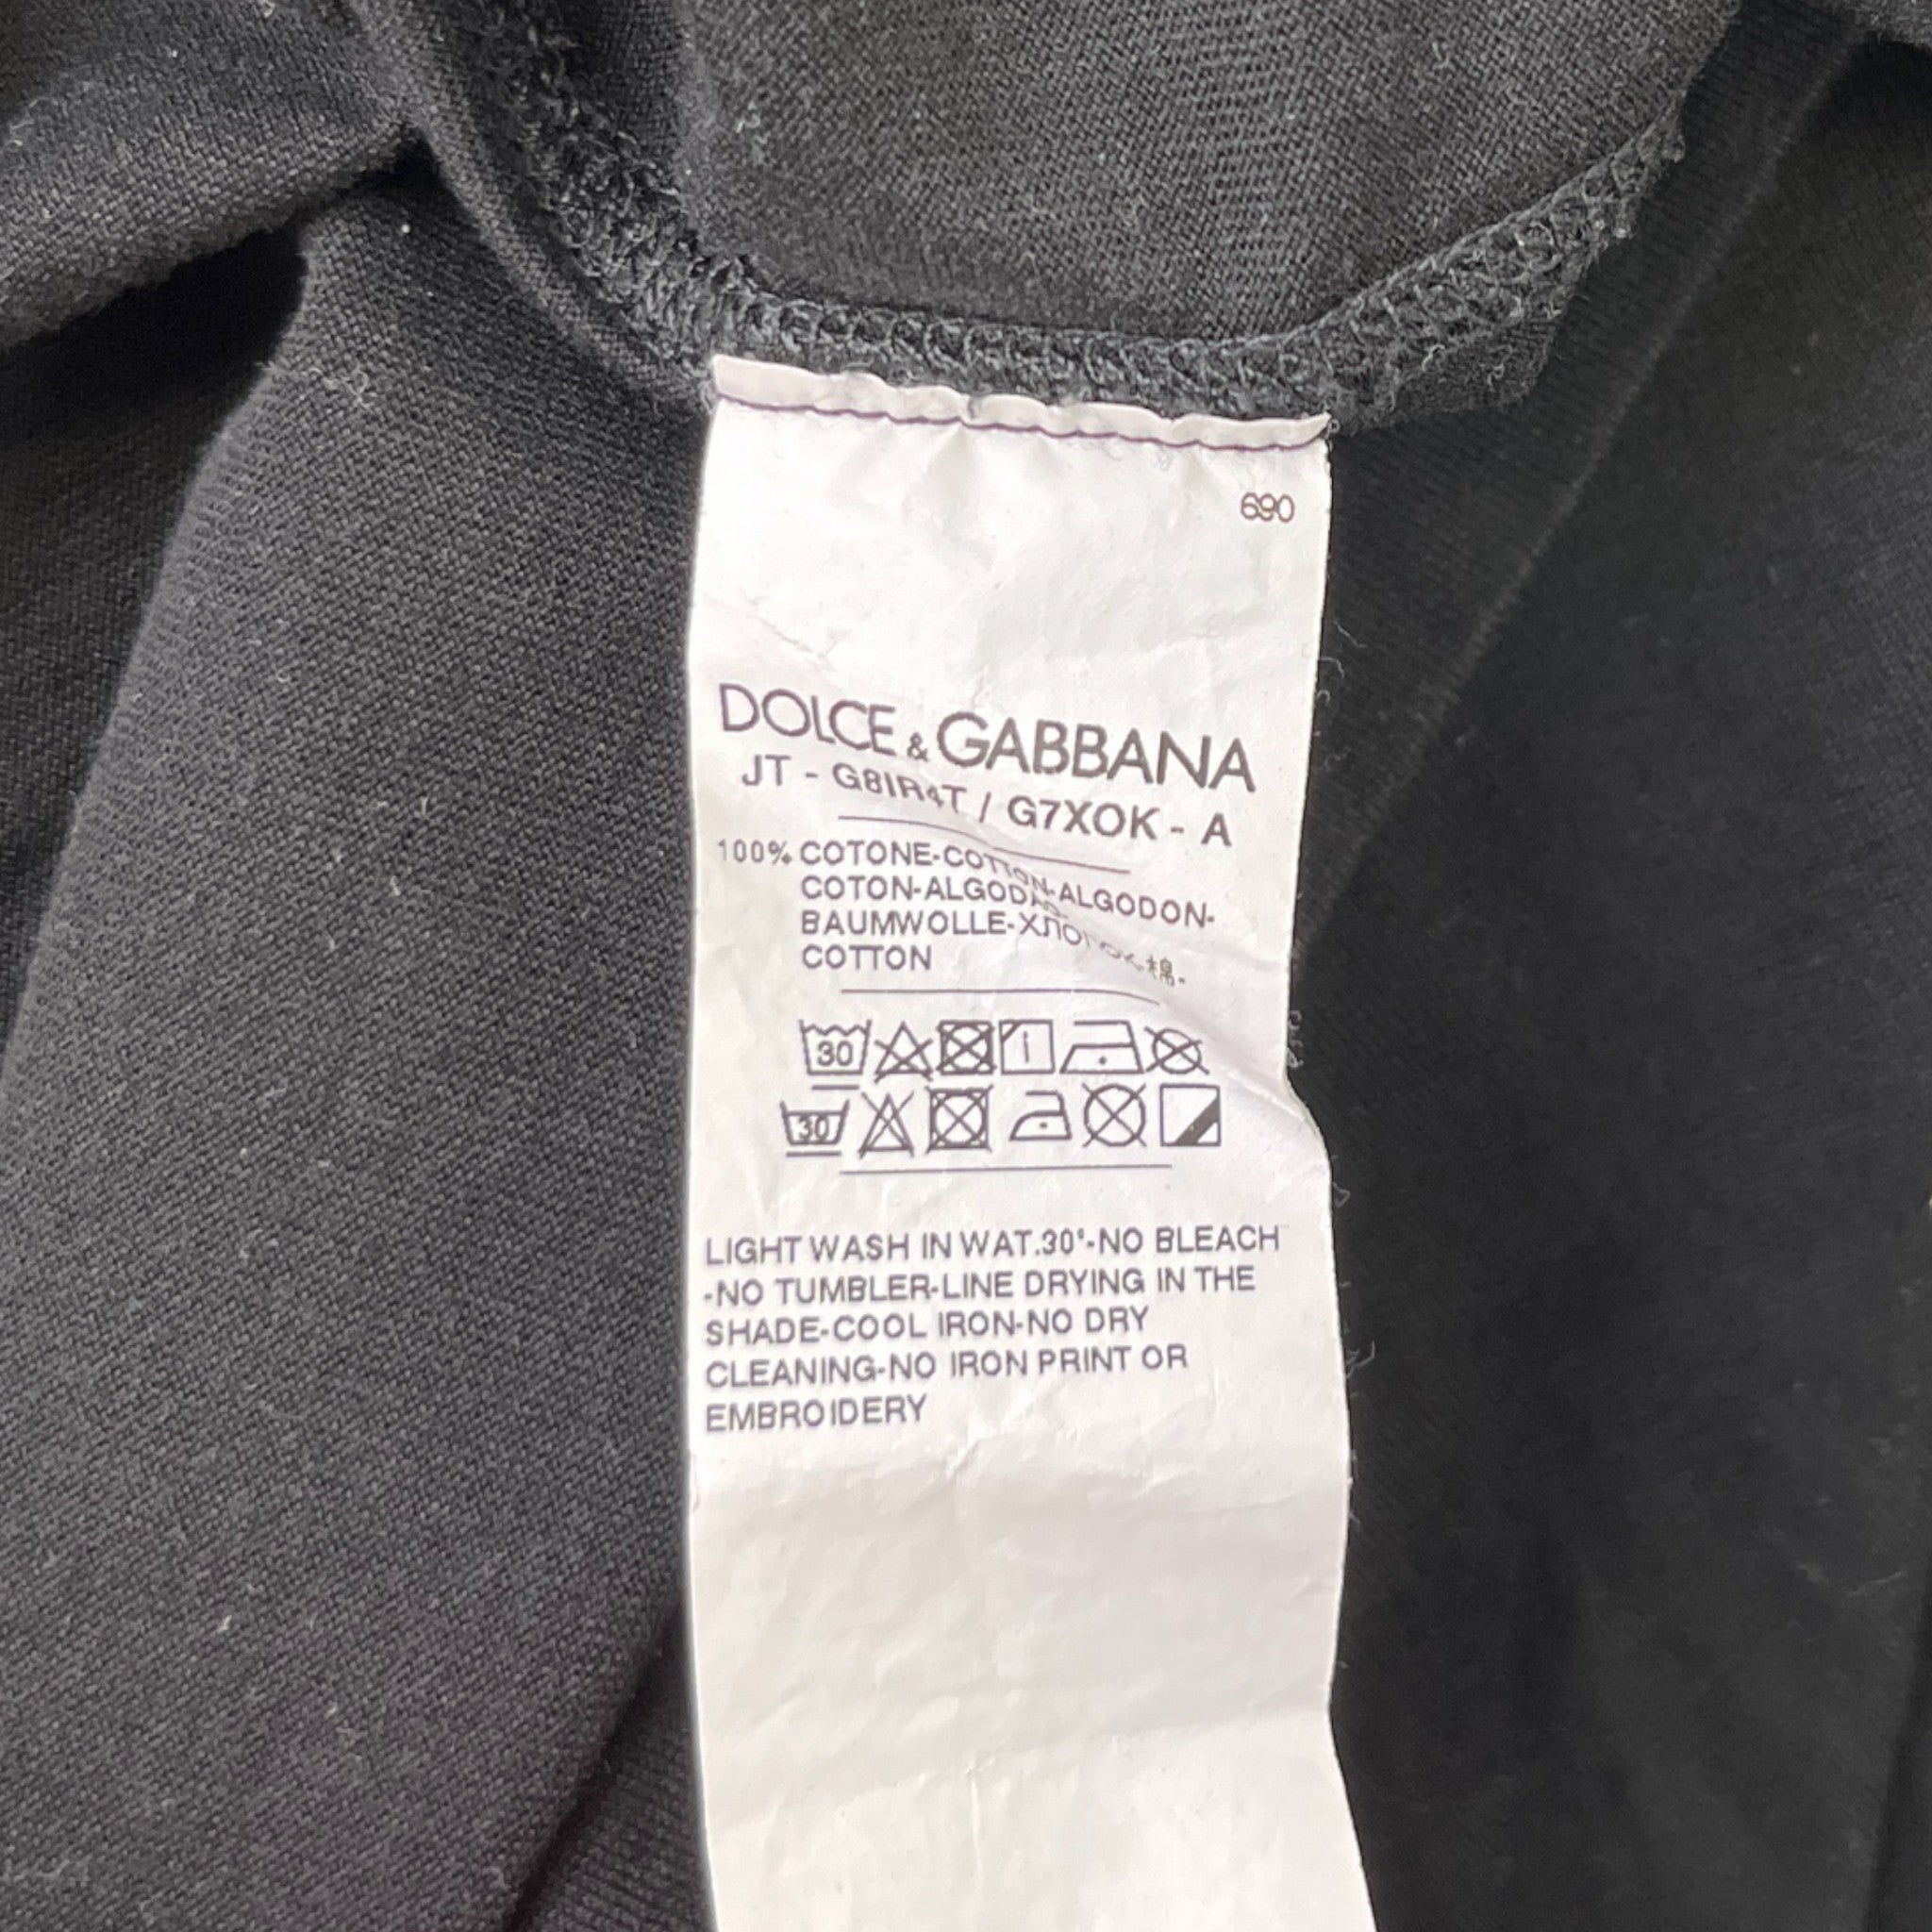 690
DOLCE & GABBANA
JT - G8IR4T / G7XOK - A
100% COTONE-COTTON-ALGODON-
COTON-ALGODAO-
BAUMWOLLE-ХЛОПОК 棉-
COTTON
30
30
LIGHT WASH IN WAT.30°-NO BLEACH
-NO TUMBLER-LINE DRYING IN THE
SHADE-COOL IRON-NO DRY
CLEANING-NO IRON PRINT OR
EMBROIDERY